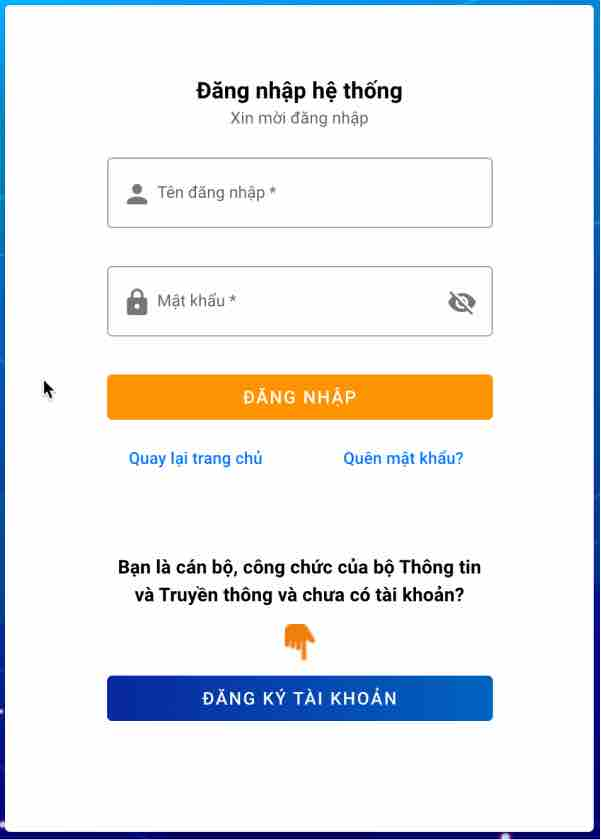 Đăng nhập hệ thống
Xin mời đăng nhập
Tên đăng nhập *
Mật khẩu *
ĐĂNG NHẬP
Quay lại trang chủ
Quên mật khẩu?
Bạn là cán bộ, công chức của bộ Thông tin
và Truyền thông và chưa có tài khoản?
ĐĂNG KÝ TÀI KHOẢN